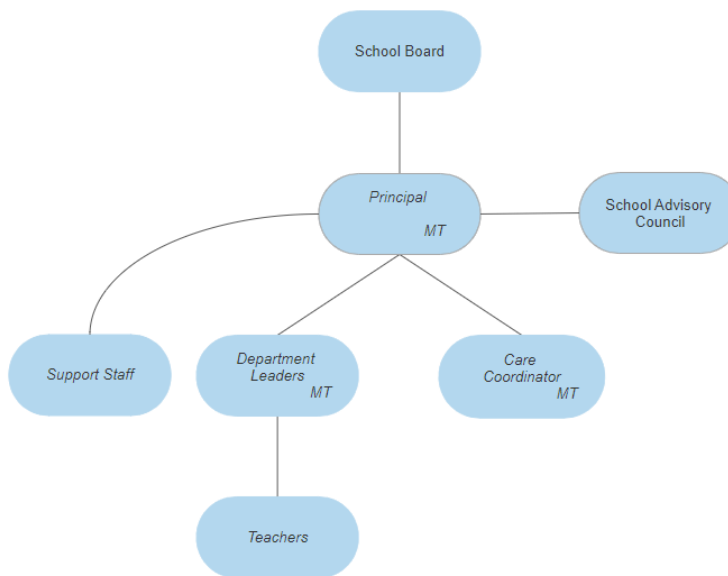 School Board
Principal
MT
School Advisory
Council
Support Staff
Department
Leaders
MT
Care
Coordinator
MT
Teachers